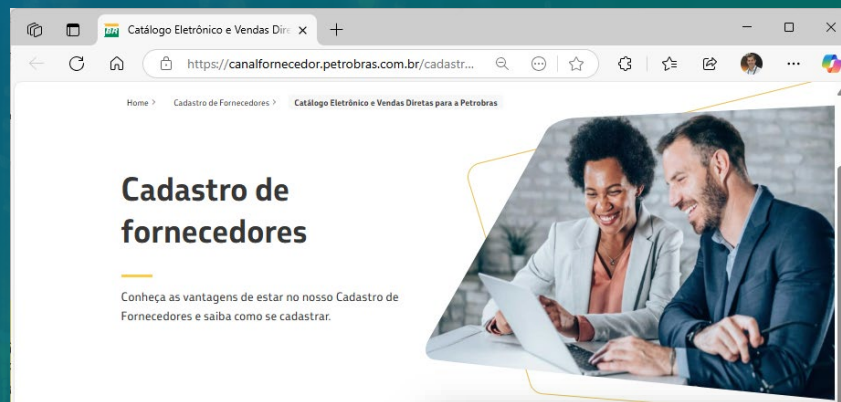 Catálogo Eletrônico e Vendas Dire
https://canalfornecedor.petrobras.com.br/cadastr...
Home > Cadastro de Fornecedores > Catálogo Eletrônico e Vendas Diretas para a Petrobras
Cadastro de
fornecedores
Conheça as vantagens de estar no nosso Cadastro de
Fornecedores e saiba como se cadastrar.